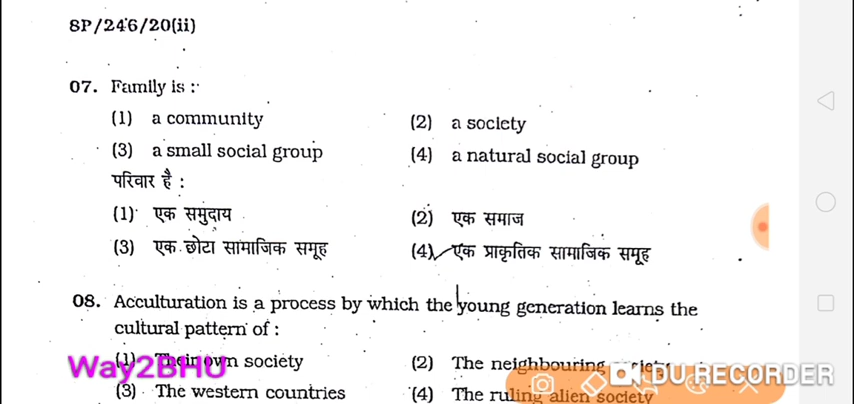 8P/246/20(ii)
07. Family is :
(1) a community (2) a society
(3) a small social group (4) a natural social group
परिवार है :
(1) एक समुदाय (2) एक समाज
(3) एक छोटा सामाजिक समूह (4) एक प्राकृतिक सामाजिक समूह
08. Acculturation is a process by which the young generation learns the
cultural pattern of :
(1) Their own society (2) The neighbouring
Way2BHU
DU RECORDER
(3) The western countries (4) The ruling alien society